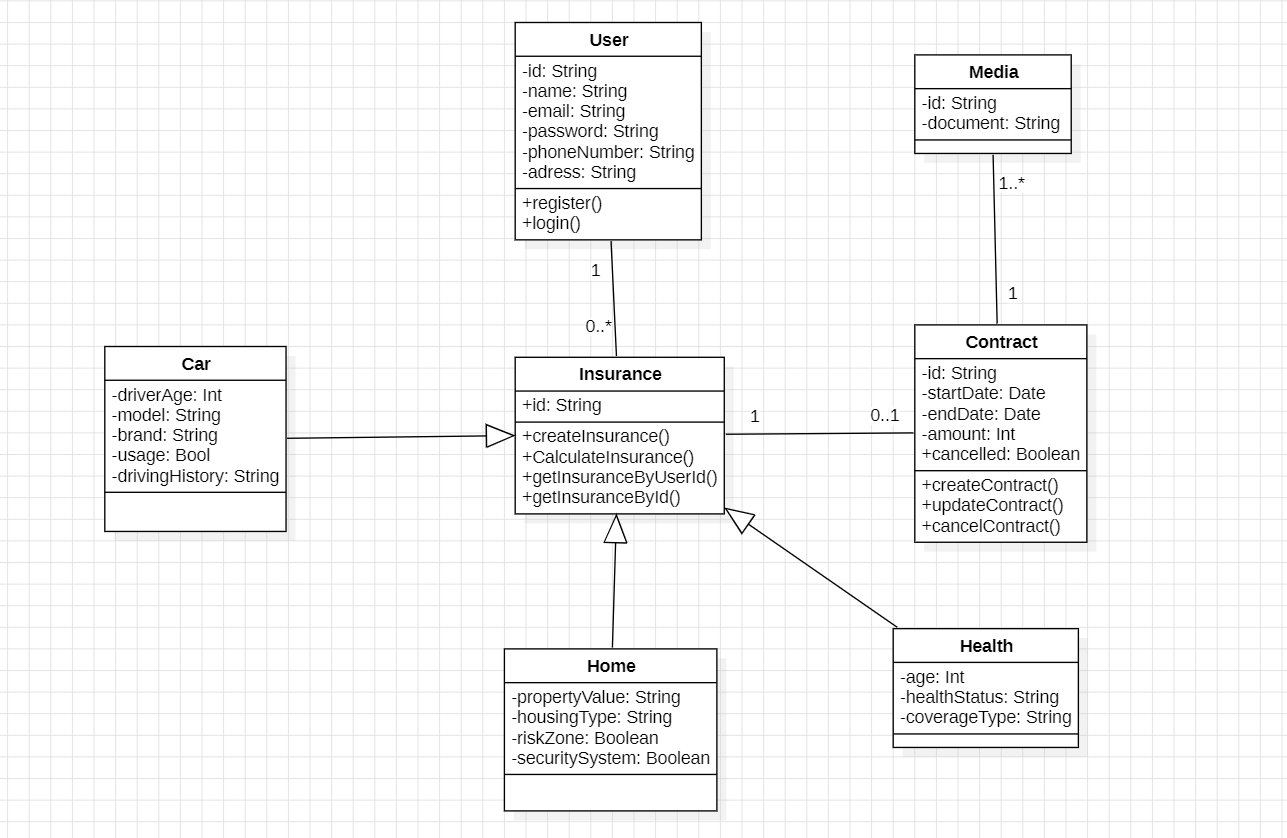 User
-id: String
-name: String
-email: String
-password: String
-phoneNumber: String
-adress: String
+register()
+login()
Media
-id: String
-document: String
1..*
1
1
0..*
Car
-driverAge: Int
-model: String
-brand: String
-usage: Bool
-drivingHistory: String
Insurance
+id: String
+createInsurance()
+CalculateInsurance()
+getInsuranceByUserId()
+getInsuranceById()
1
0..1
Contract
-id: String
-startDate: Date
-endDate: Date
-amount: Int
+cancelled: Boolean
+createContract()
+updateContract()
+cancelContract()
Home
-propertyValue: String
-housingType: String
-riskZone: Boolean
-securitySystem: Boolean
Health
-age: Int
-healthStatus: String
-coverageType: String